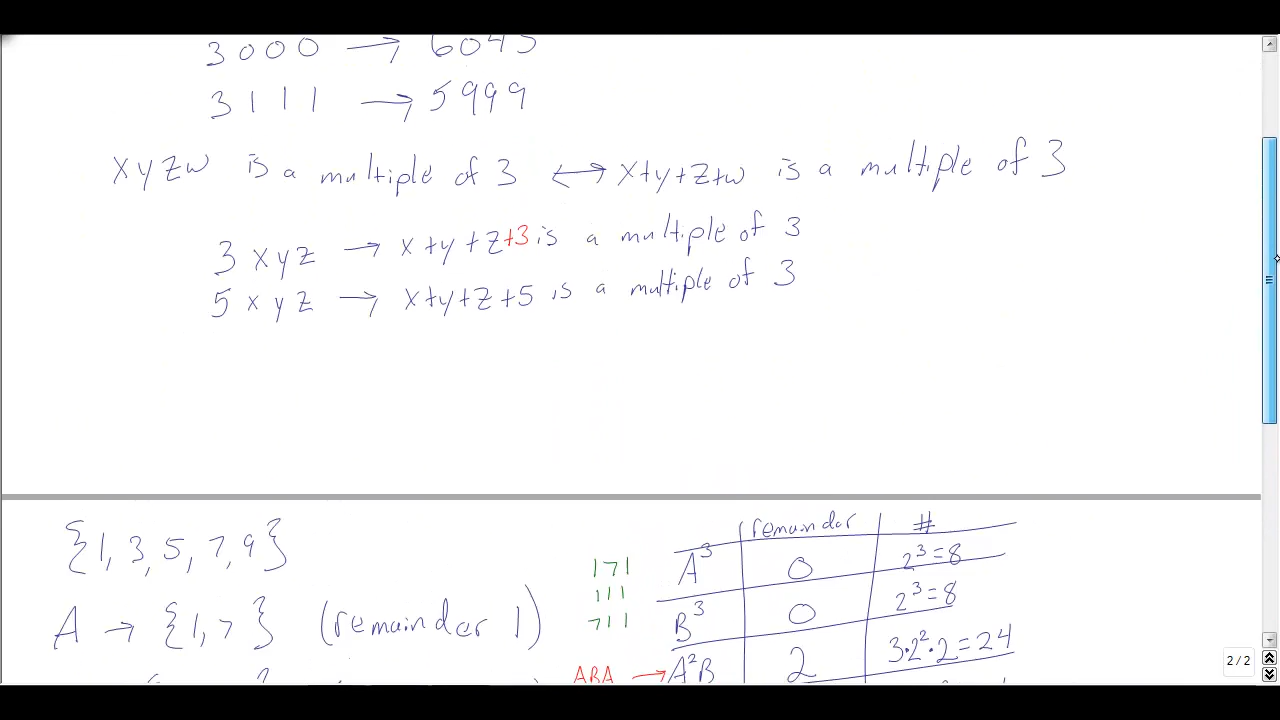 3000 → 6045
3111 → 5999
xyzw is a multiple of 3 ↔ x+y+z+w is a multiple of 3
3xyz → x+y+z+3 is a multiple of 3
5xyz → x+y+z+5 is a multiple of 3
{1, 3, 5, 7, 9}
A → {1, 7} (remainder 1)
171
111
711
remainder #
A³ 0 2³=8
B³ 0 2³=8
ABA → A²B 2 3·2²·2=24
2/2